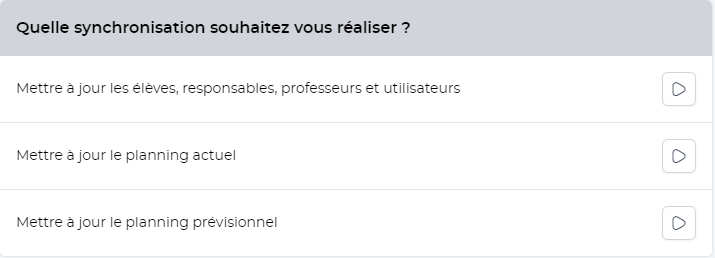 Quelle synchronisation souhaitez vous réaliser ?
Mettre à jour les élèves, responsables, professeurs et utilisateurs
Mettre à jour le planning actuel
Mettre à jour le planning prévisionnel